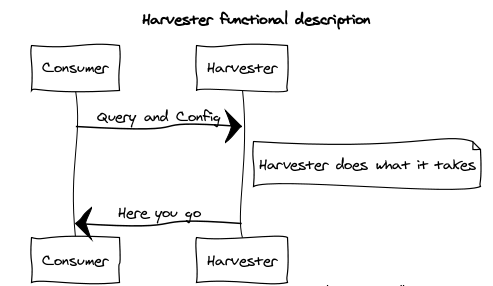 Harvester functional description
Consumer
Harvester
Query and Config
Harvester does what it takes
Here you go
Consumer
Harvester